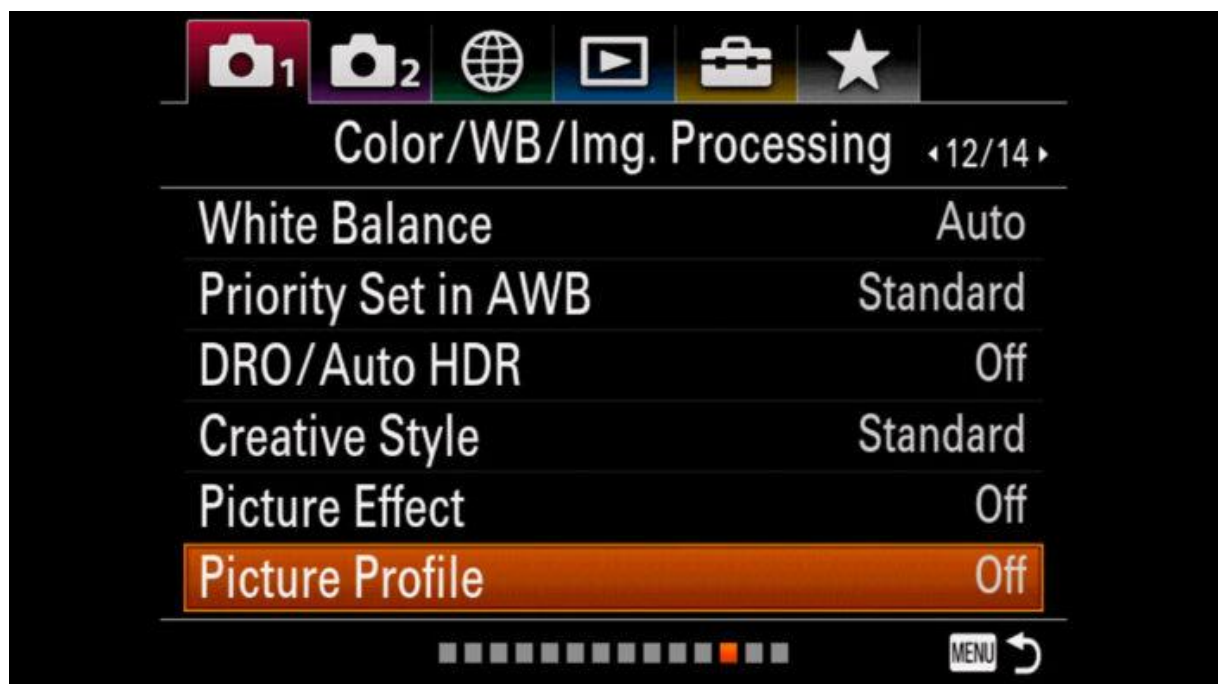 1 2
Color/WB/Img. Processing 12/14
White Balance Auto
Priority Set in AWB Standard
DRO/Auto HDR Off
Creative Style Standard
Picture Effect Off
Picture Profile Off
MENU